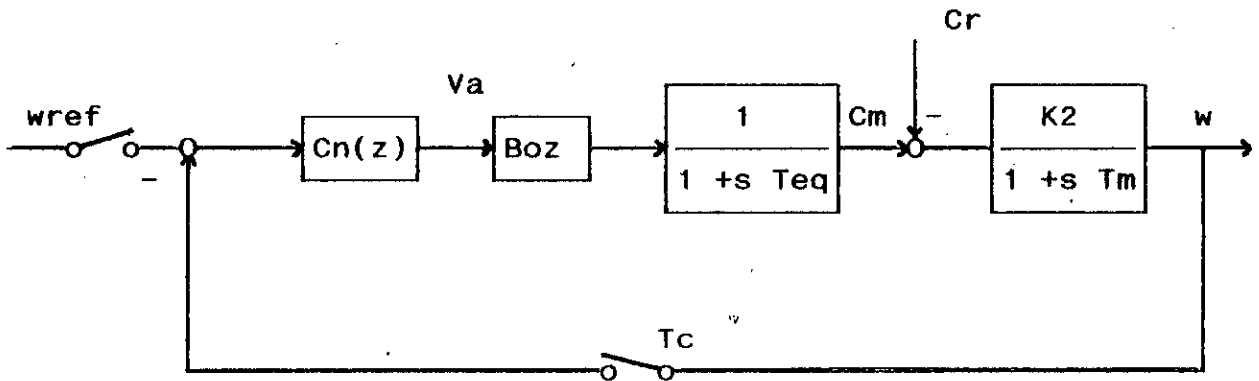 Cr
Va
wref
Cn(z)
Boz
1
1 +s Teq
Cm
-
K2
1 +s Tm
w
-
Tc